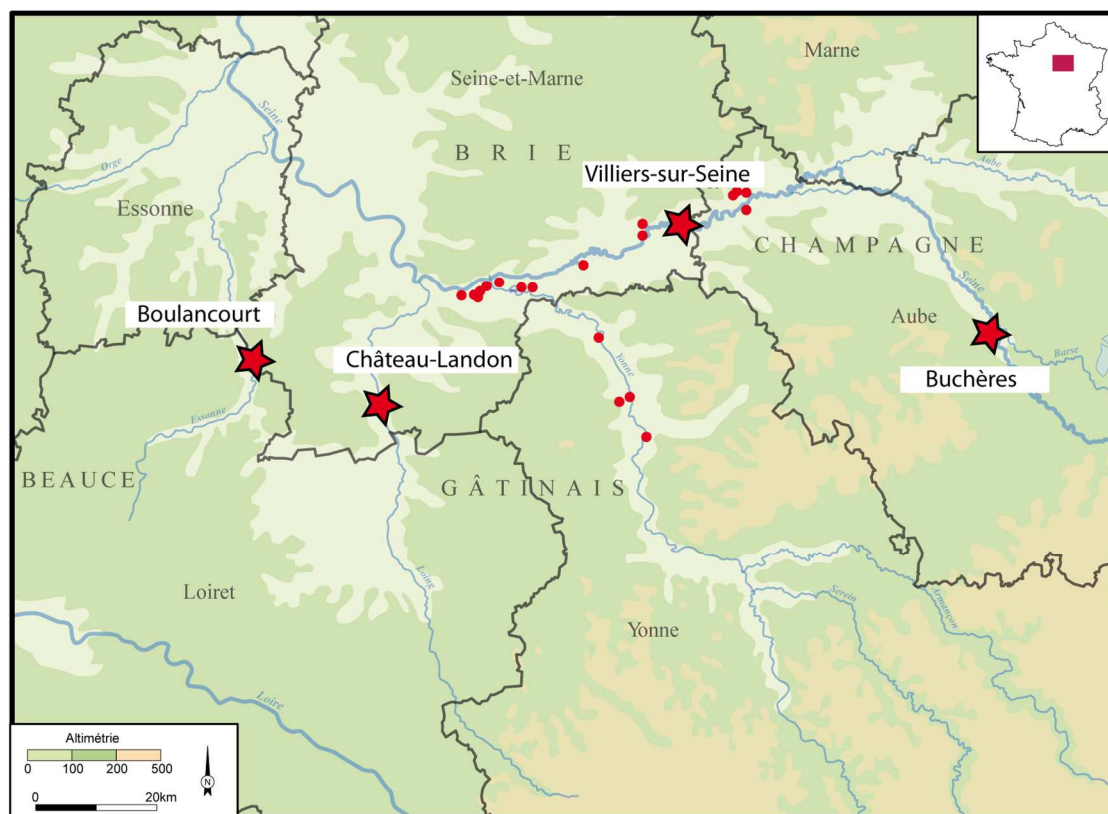 Marne
Seine-et-Marne
Seine
Orge
B R I E
Aube
Villiers-sur-Seine
Essonne
CHAMPAGNE
Seine
Boulancourt
Aube
Château-Landon
Yonne
Barse
Buchères
Essonne
BEAUCE
GÂTINAIS
Loing
Loiret
Serein
Armançon
Yonne
Loire
Altimétrie
0 100 200 500
N
0 20km